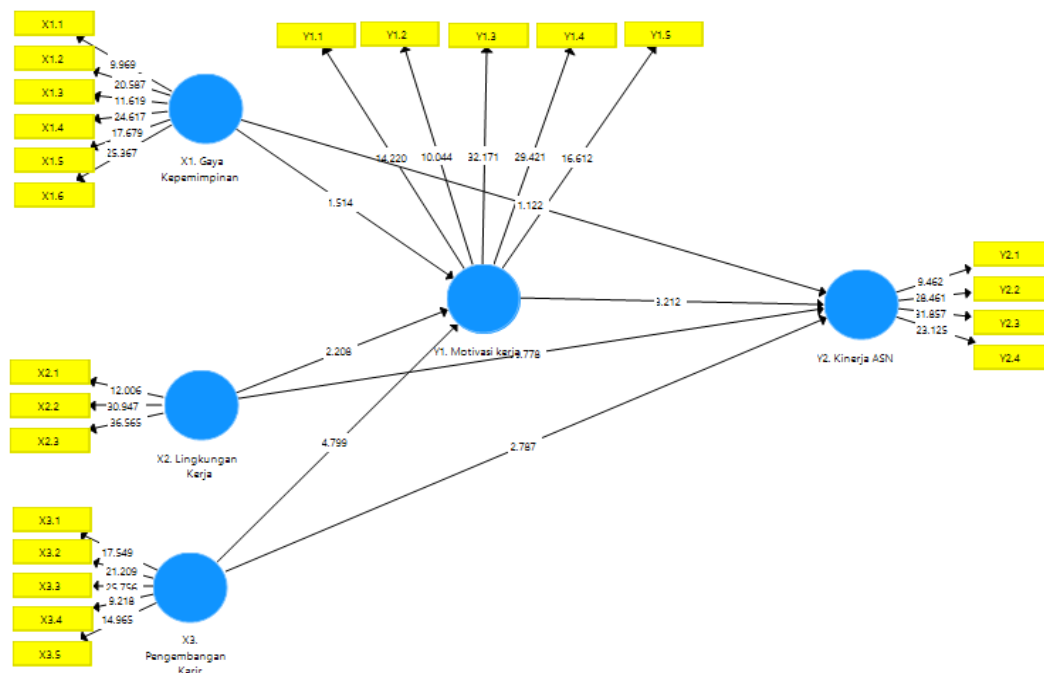 X1.1
X1.2
X1.3
X1.4
X1.5
X1.6
9.969
20.587
11.619
24.617
17.679
25.367
X1. Gaya
Kepemimpinan
Y1.1
Y1.2
Y1.3
Y1.4
Y1.5
14.220
10.044
32.171
29.421
16.612
1.514
1.122
Y1. Motivasi kerja
3.212
2.208
4.799
2.787
Y2.1
Y2.2
Y2.3
Y2.4
9.462
28.461
31.857
23.125
Y2. Kinerja ASN
X2.1
X2.2
X2.3
12.006
30.947
36.565
X2. Lingkungan
Kerja
X3.1
X3.2
X3.3
X3.4
X3.5
17.549
21.209
25.756
9.218
14.965
X3.
Pengembangan
Karir